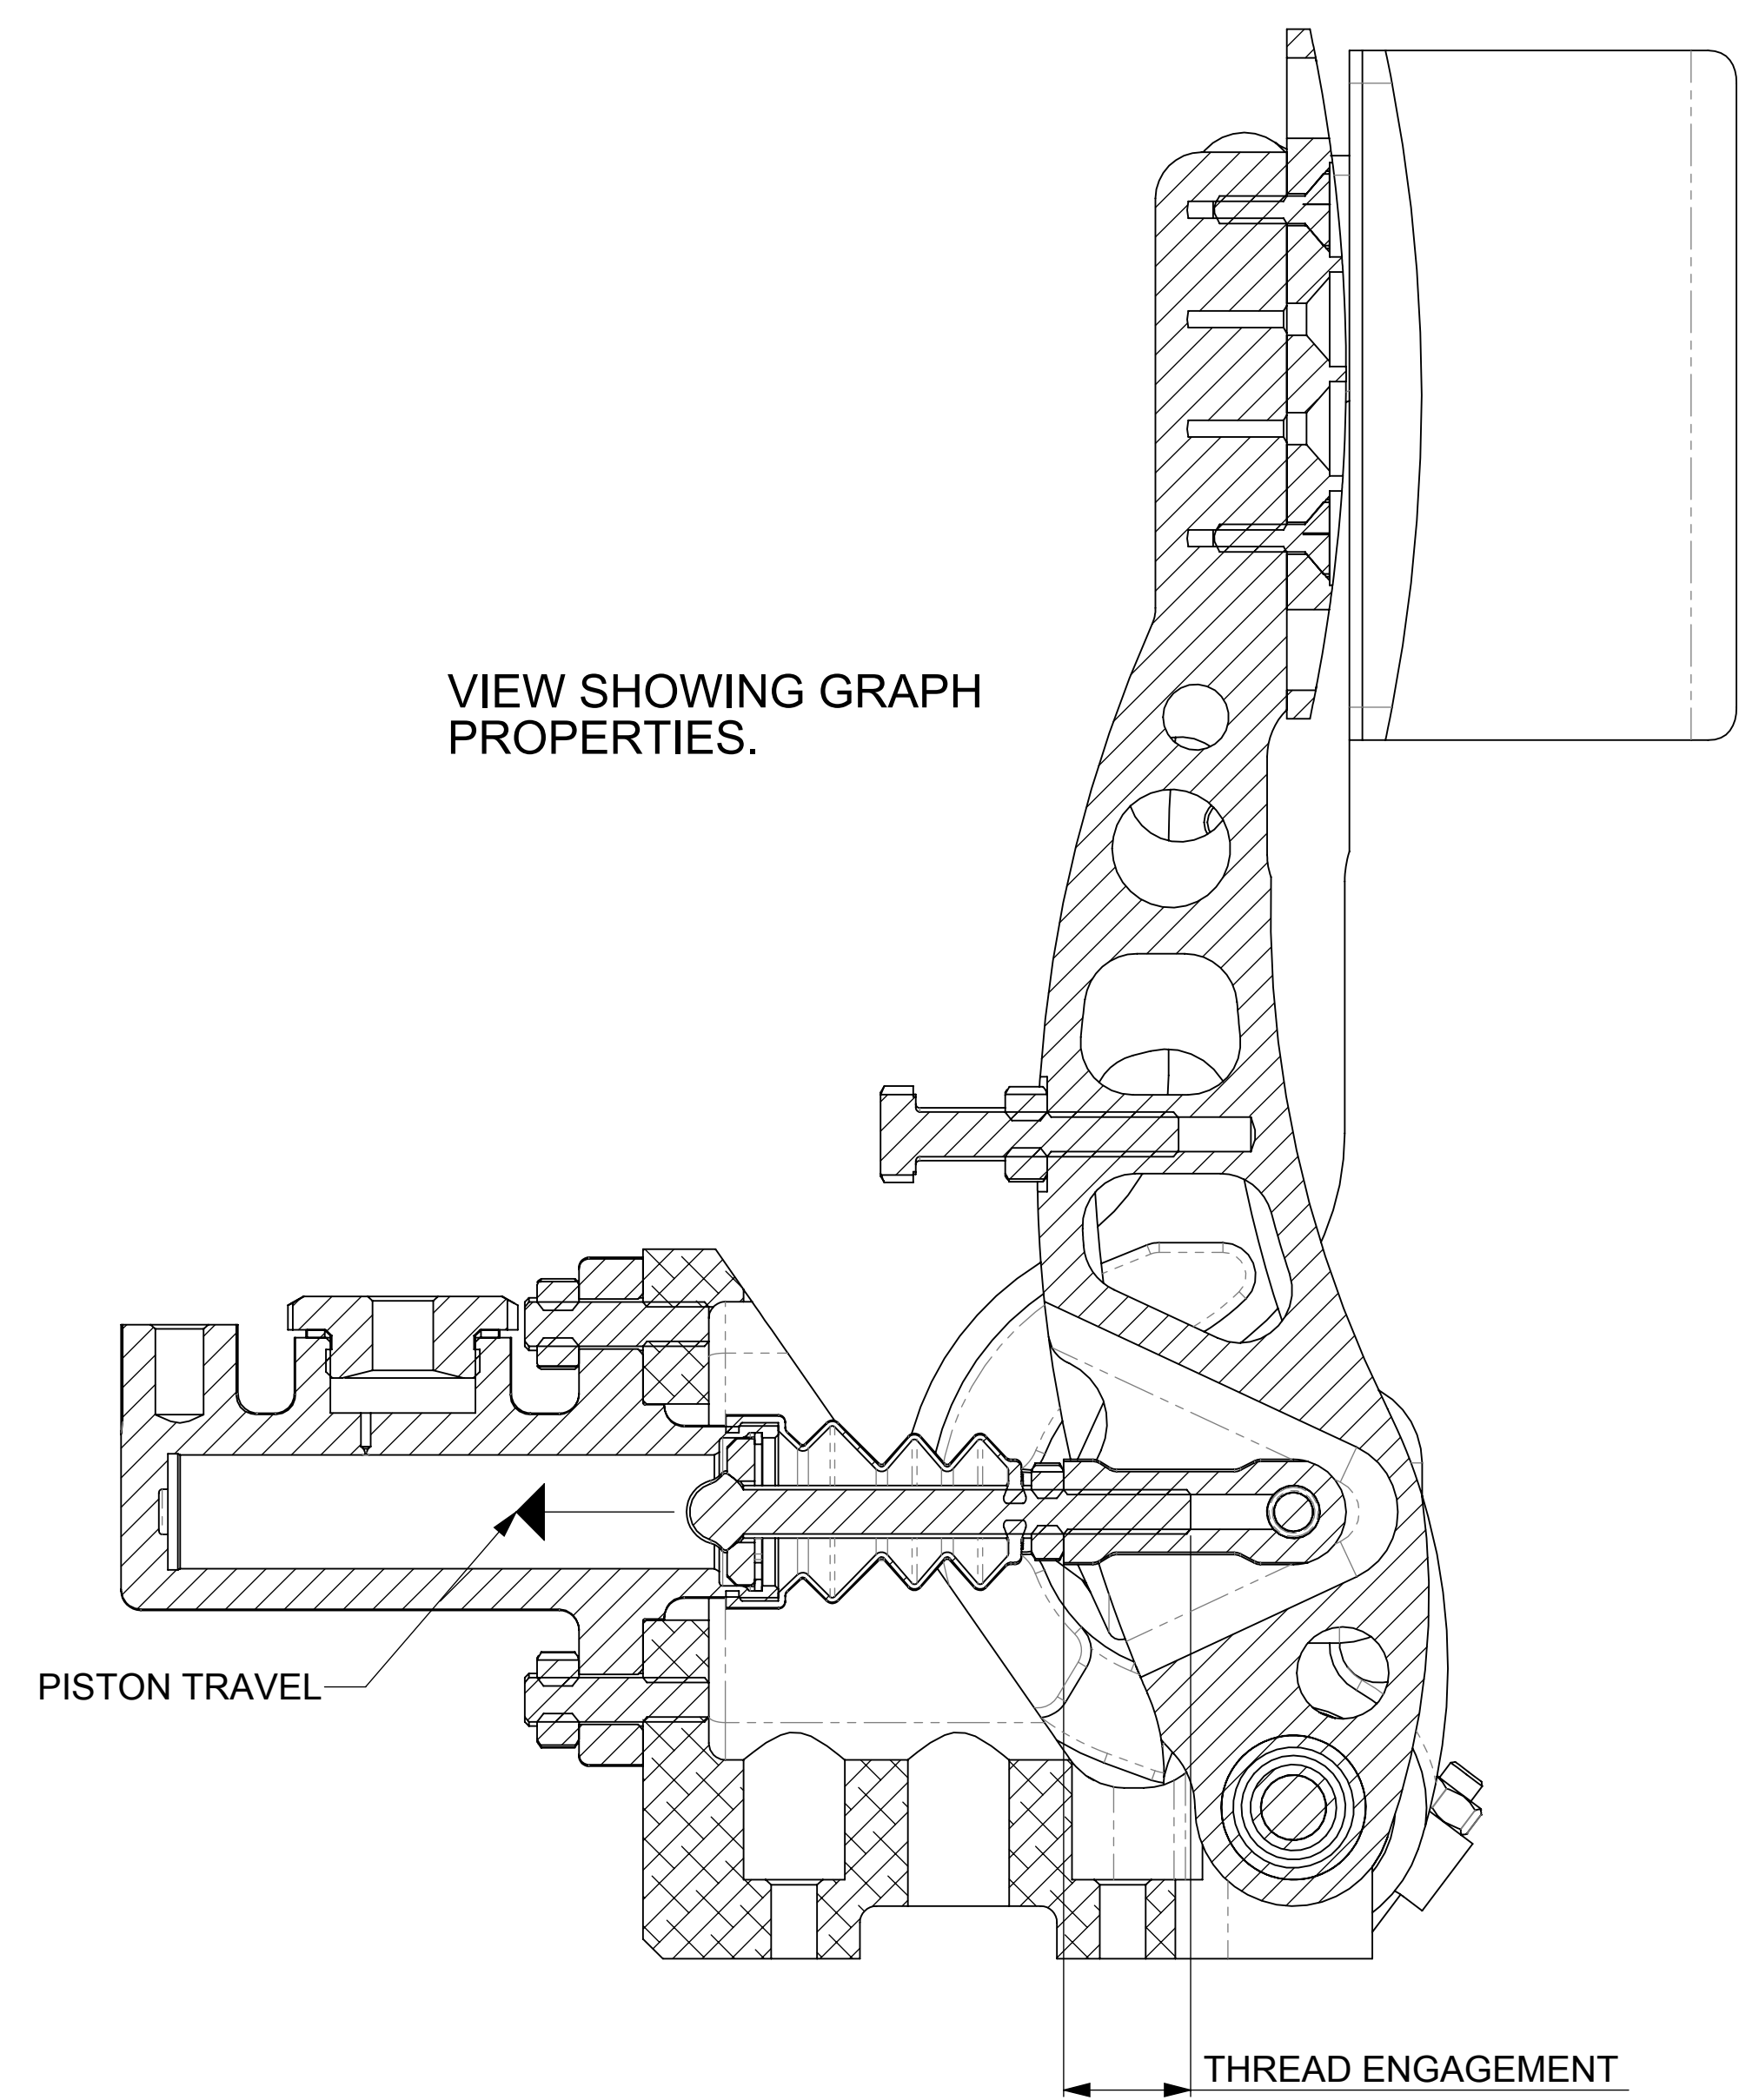 VIEW SHOWING GRAPH
PROPERTIES.
PISTON TRAVEL
THREAD ENGAGEMENT